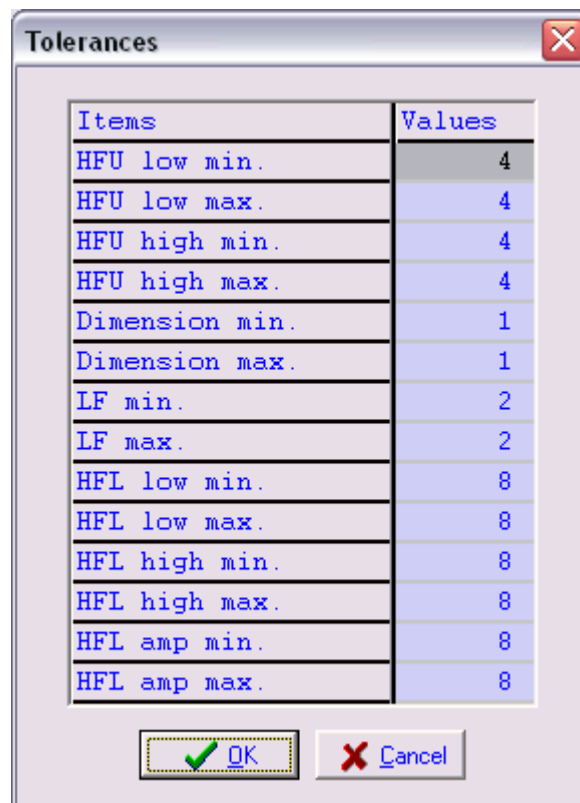 Tolerances
Items Values
HFU low min. 4
HFU low max. 4
HFU high min. 4
HFU high max. 4
Dimension min. 1
Dimension max. 1
LF min. 2
LF max. 2
HFL low min. 8
HFL low max. 8
HFL high min. 8
HFL high max. 8
HFL amp min. 8
HFL amp max. 8
OK Cancel